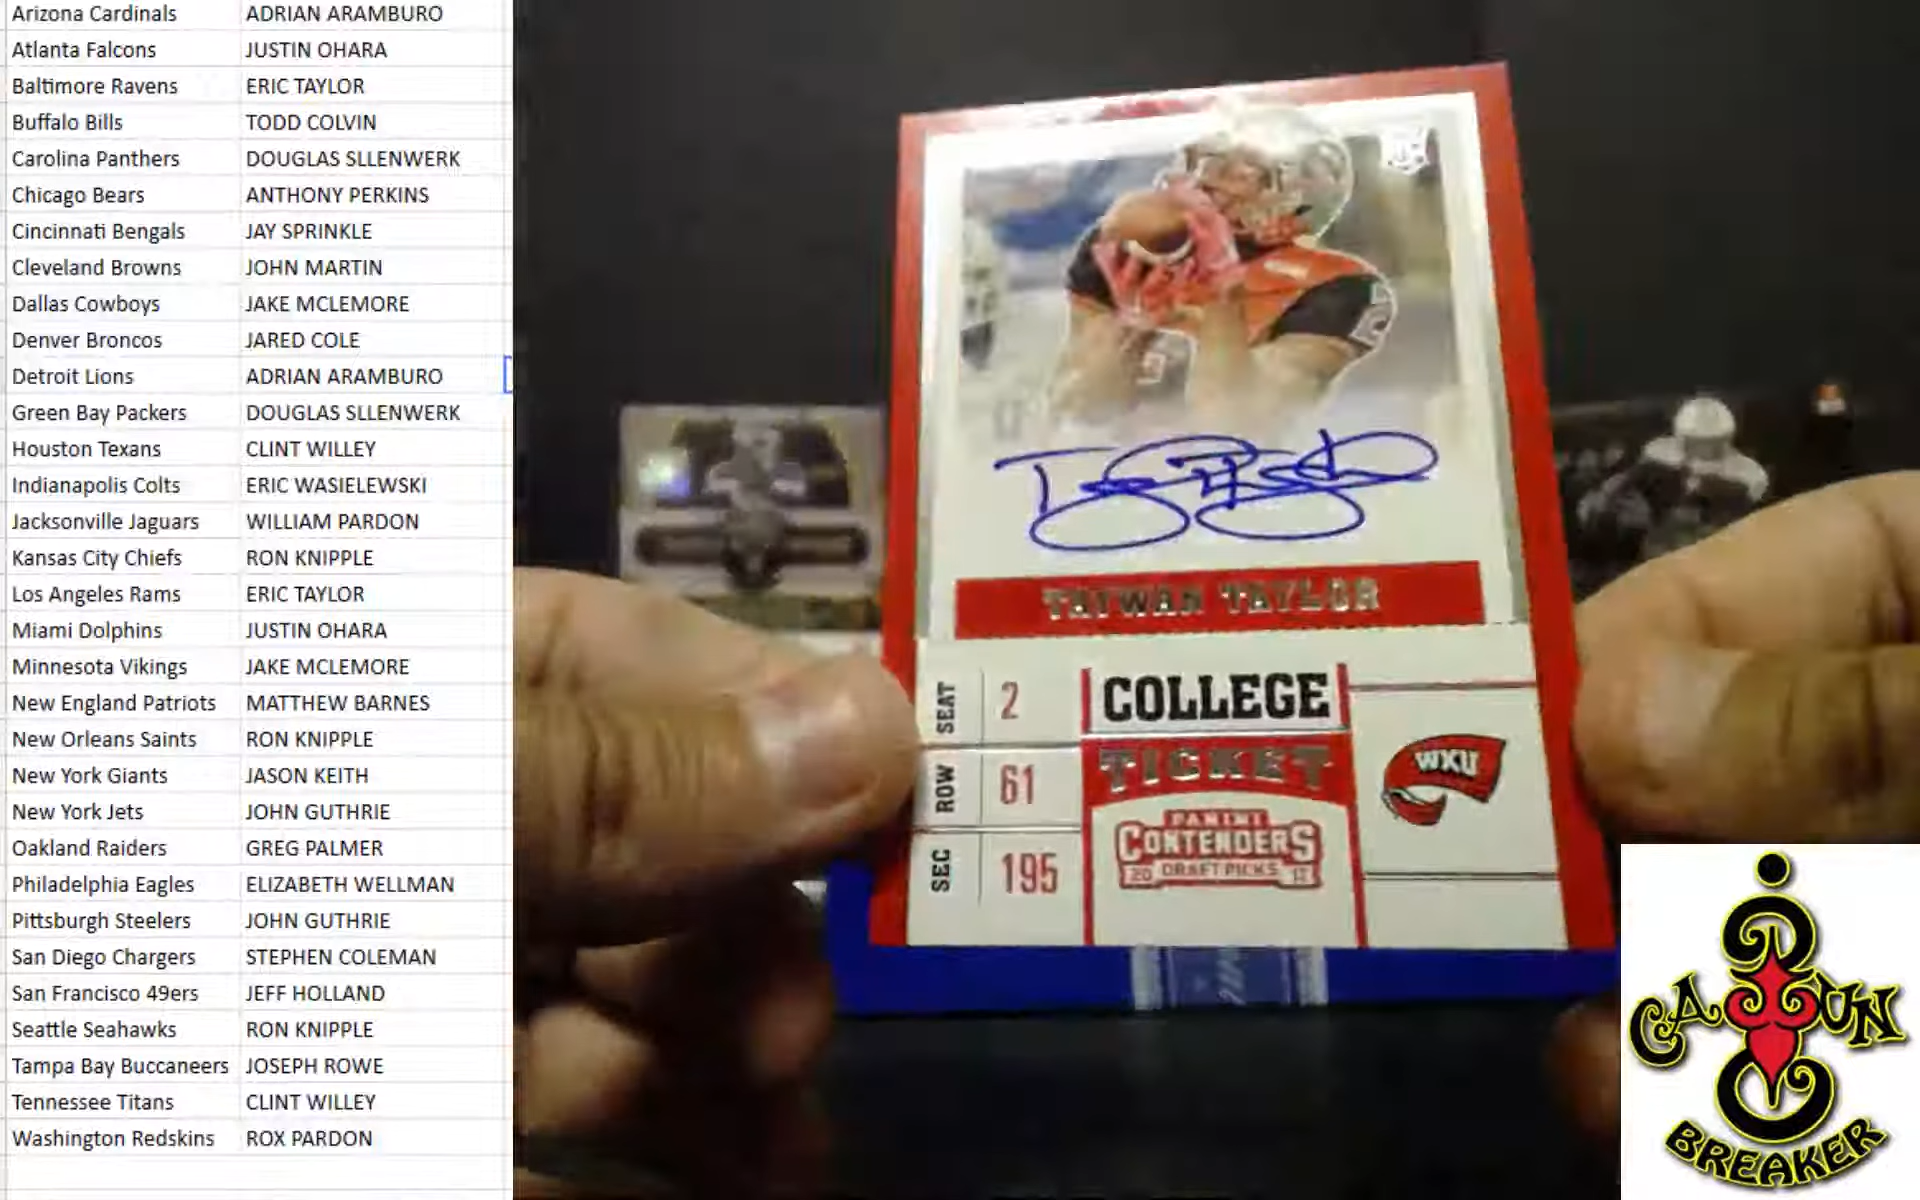 Arizona Cardinals ADRIAN ARAMBURO
Atlanta Falcons JUSTIN OHARA
Baltimore Ravens ERIC TAYLOR
Buffalo Bills TODD COLVIN
Carolina Panthers DOUGLAS SLLENWERK
Chicago Bears ANTHONY PERKINS
Cincinnati Bengals JAY SPRINKLE
Cleveland Browns JOHN MARTIN
Dallas Cowboys JAKE MCLEMORE
Denver Broncos JARED COLE
Detroit Lions ADRIAN ARAMBURO
Green Bay Packers DOUGLAS SLLENWERK
Houston Texans CLINT WILLEY
Indianapolis Colts ERIC WASIELEWSKI
Jacksonville Jaguars WILLIAM PARDON
Kansas City Chiefs RON KNIPPLE
Los Angeles Rams ERIC TAYLOR
Miami Dolphins JUSTIN OHARA
Minnesota Vikings JAKE MCLEMORE
New England Patriots MATTHEW BARNES
New Orleans Saints RON KNIPPLE
New York Giants JASON KEITH
New York Jets JOHN GUTHRIE
Oakland Raiders GREG PALMER
Philadelphia Eagles ELIZABETH WELLMAN
Pittsburgh Steelers JOHN GUTHRIE
San Diego Chargers STEPHEN COLEMAN
San Francisco 49ers JEFF HOLLAND
Seattle Seahawks RON KNIPPLE
Tampa Bay Buccaneers JOSEPH ROWE
Tennessee Titans CLINT WILLEY
Washington Redskins ROX PARDON
TAYWAN TAYLOR
SEAT 2
ROW 61
SEC 195
COLLEGE
TICKET
PANINI
CONTENDERS
20 DRAFT PICKS 17
WKU
CAJUN
BREAKER